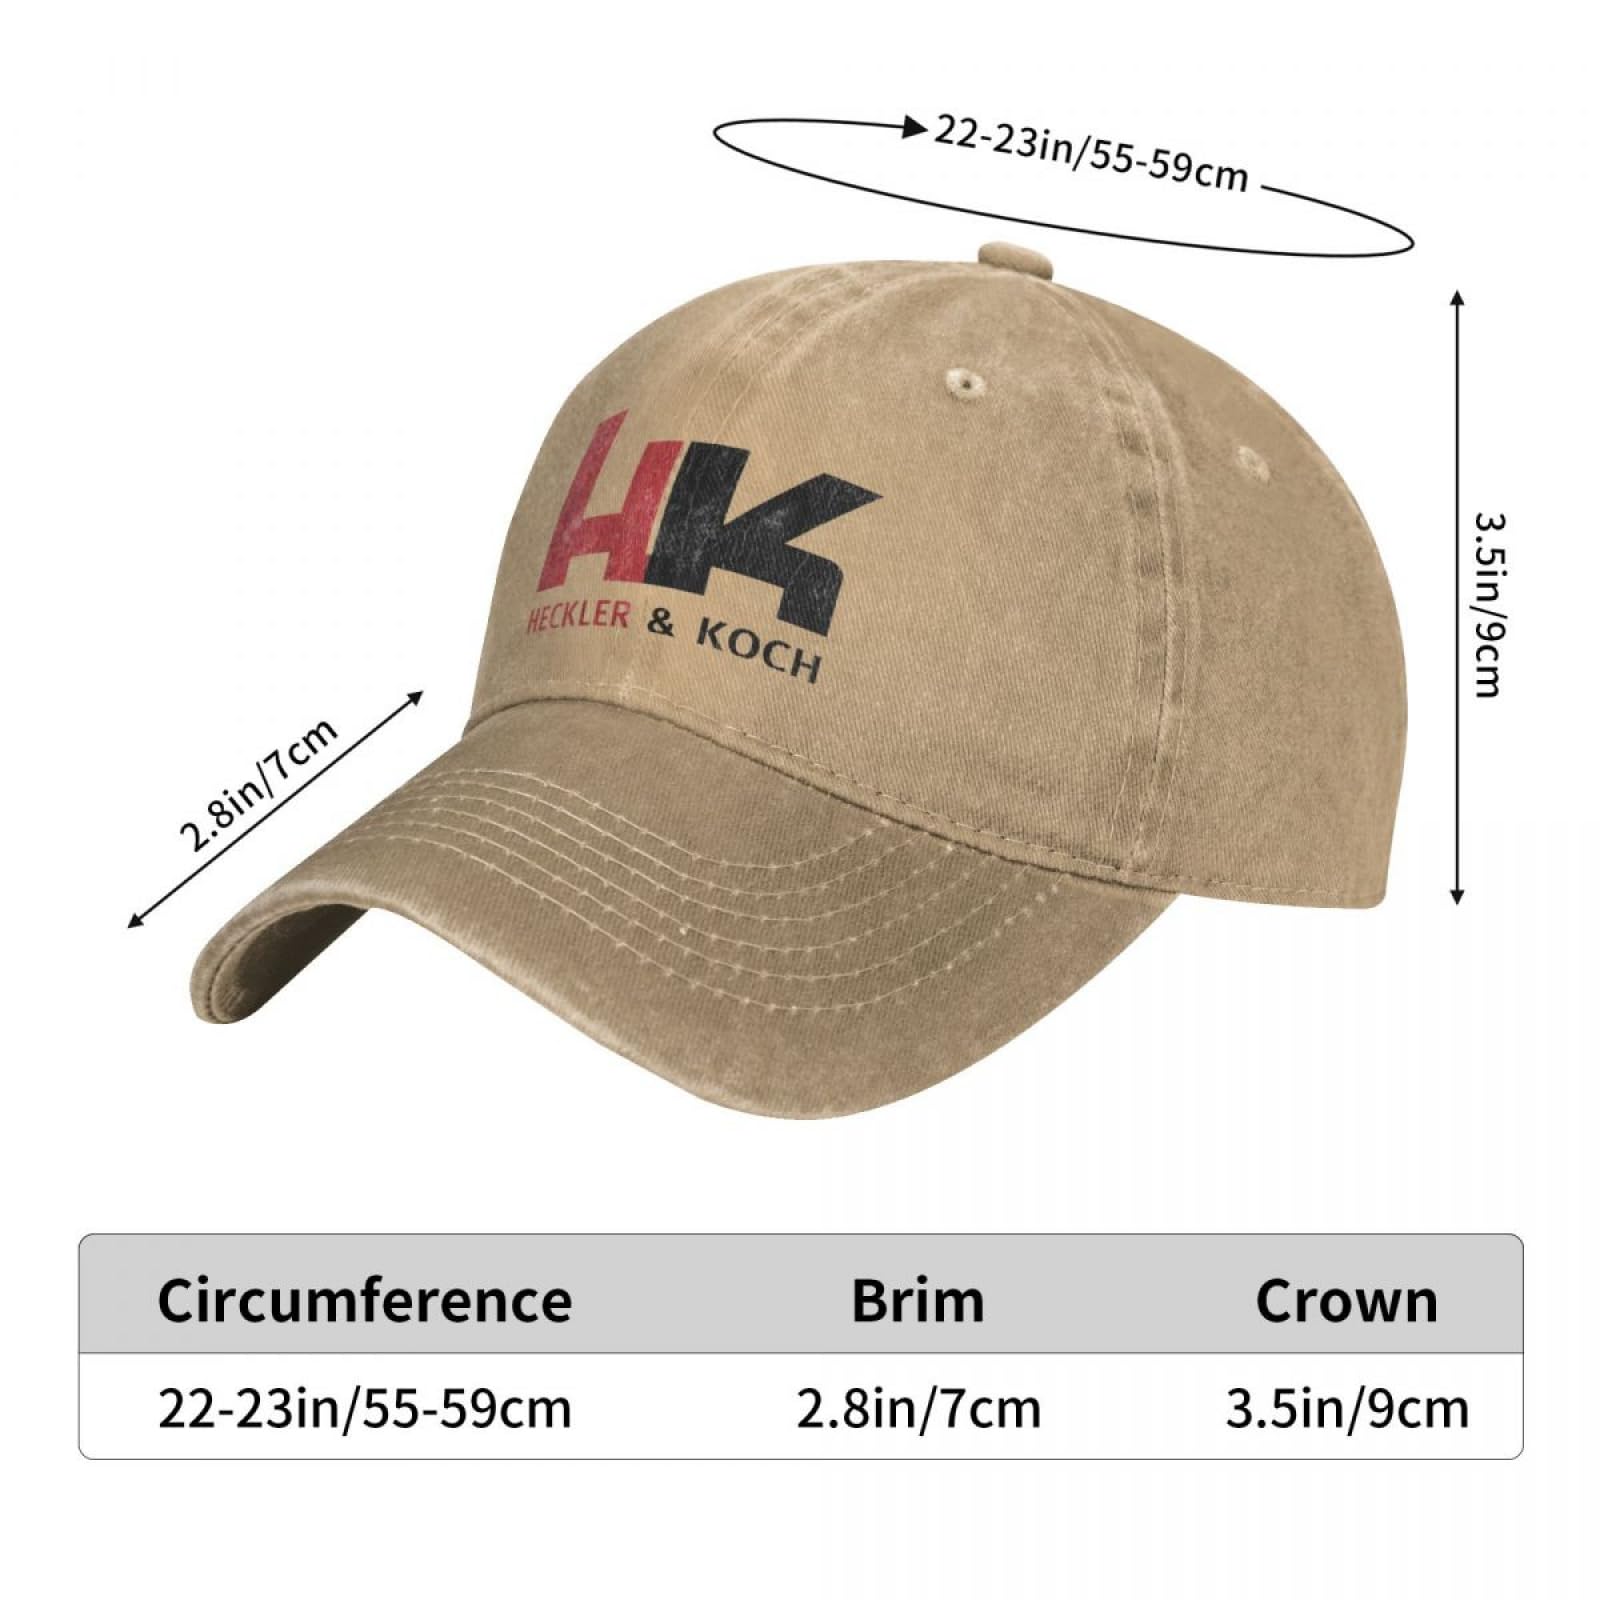 22-23in/55-59cm
HK
HECKLER & KOCH
3.5in/9cm
2.8in/7cm
Circumference Brim Crown
22-23in/55-59cm 2.8in/7cm 3.5in/9cm